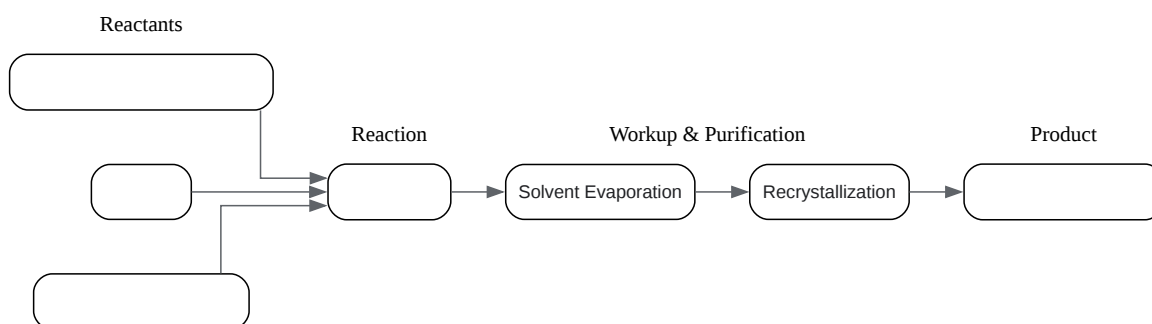 Reactants
Reaction
Workup & Purification
Product
Solvent Evaporation
Recrystallization